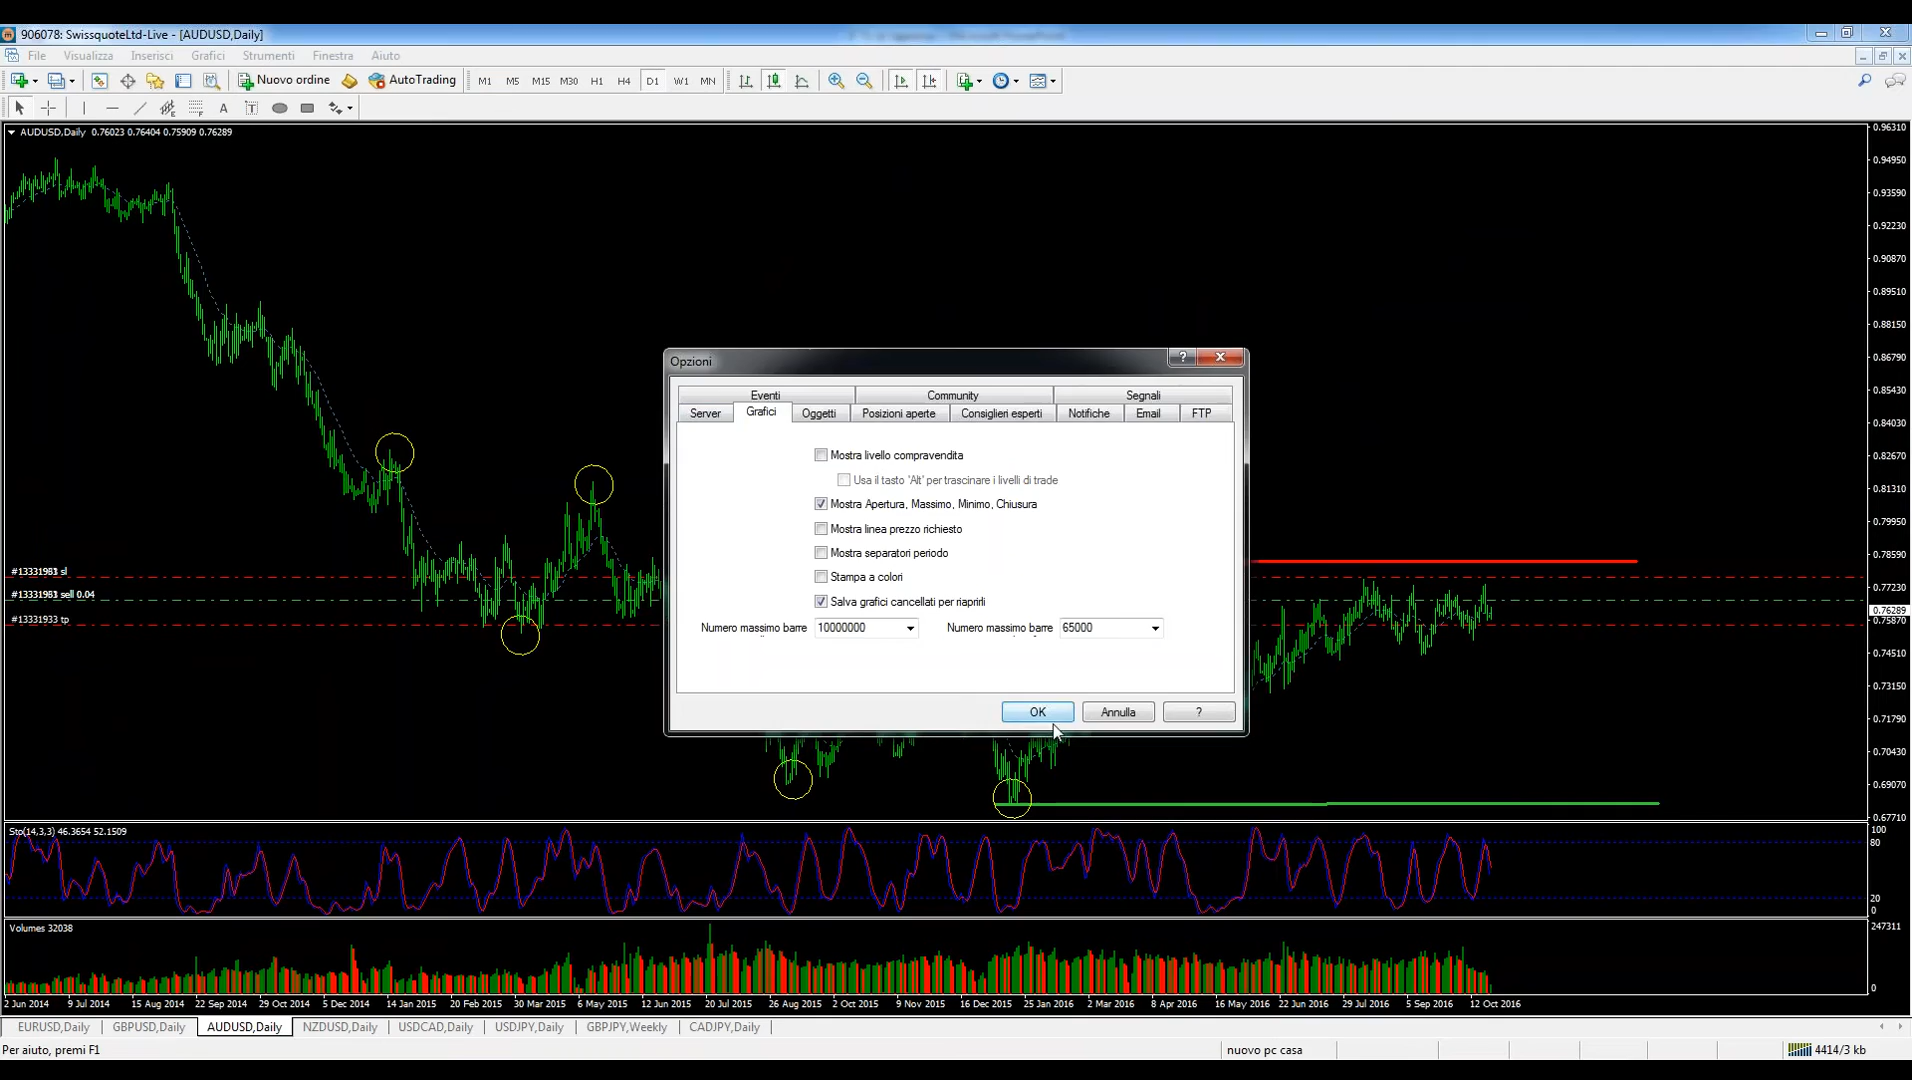 906078: SwissquoteLtd-Live - [AUDUSD,Daily]
File Visualizza Inserisci Grafici Strumenti Finestra Aiuto
Nuovo ordine AutoTrading M1 M5 M15 M30 H1 H4 D1 W1 MN
A T
AUDUSD,Daily 0.76023 0.76404 0.75909 0.76289
0.96310
0.94950
0.93590
0.92230
0.90870
0.89510
0.88150
0.86790
0.85430
0.84030
0.82670
0.81310
0.79950
0.78590
0.77230
0.76289
0.75870
0.74510
0.73150
0.71790
0.70430
0.69070
0.67710
Opzioni
Eventi Community Segnali
Server Grafici Oggetti Posizioni aperte Consiglieri esperti Notifiche Email FTP
Mostra livello compravendita
Usa il tasto 'Alt' per trascinare i livelli di trade
Mostra Apertura, Massimo, Minimo, Chiusura
Mostra linea prezzo richiesto
Mostra separatori periodo
Stampa a colori
Salva grafici cancellati per riaprirli
Numero massimo barre 10000000 Numero massimo barre 65000
OK Annulla ?
sl
sell 0.04
#13331933 tp
Sto(14,3,3) 46.3654 52.1509
100
80
20
0
Volumes 32038
247311
0
2 Jun 2014 9 Jul 2014 15 Aug 2014 22 Sep 2014 29 Oct 2014 5 Dec 2014 14 Jan 2015 20 Feb 2015 30 Mar 2015 6 May 2015 12 Jun 2015 20 Jul 2015 26 Aug 2015 2 Oct 2015 9 Nov 2015 16 Dec 2015 25 Jan 2016 2 Mar 2016 8 Apr 2016 16 May 2016 22 Jun 2016 29 Jul 2016 5 Sep 2016 12 Oct 2016
EURUSD,Daily GBPUSD,Daily AUDUSD,Daily NZDUSD,Daily USDCAD,Daily USDJPY,Daily GBPJPY,Weekly CADJPY,Daily
Per aiuto, premi F1 nuovo pc casa 4414/3 kb